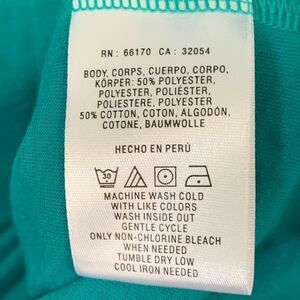 RN: 66170 CA: 32054
BODY, CORPS, CUERPO, CORPO,
KÖRPER: 50% POLYESTER,
POLYESTER, POLIÉSTER,
POLIESTERE, POLYESTER
50% COTTON, COTON, ALGODÓN,
COTONE, BAUMWOLLE
HECHO EN PERÚ
30
MACHINE WASH COLD
WITH LIKE COLORS
WASH INSIDE OUT
GENTLE CYCLE
ONLY NON-CHLORINE BLEACH
WHEN NEEDED
TUMBLE DRY LOW
COOL IRON NEEDED